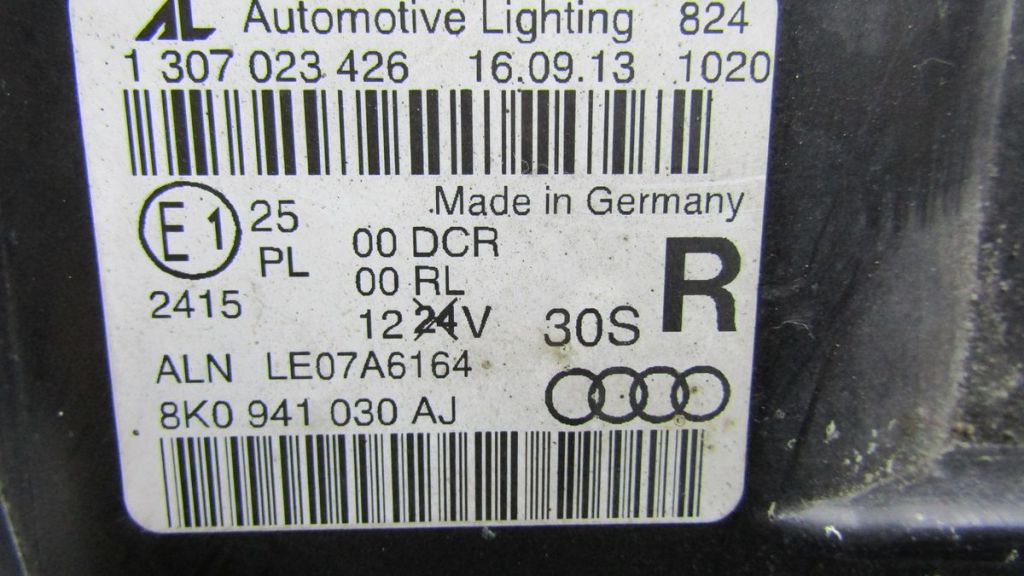 AL Automotive Lighting 824
1 307 023 426 16.09.13 1020
Made in Germany
E1 25 00 DCR
PL 00 RL
2415 12 24V 30S R
ALN LE07A6164
8K0 941 030 AJ